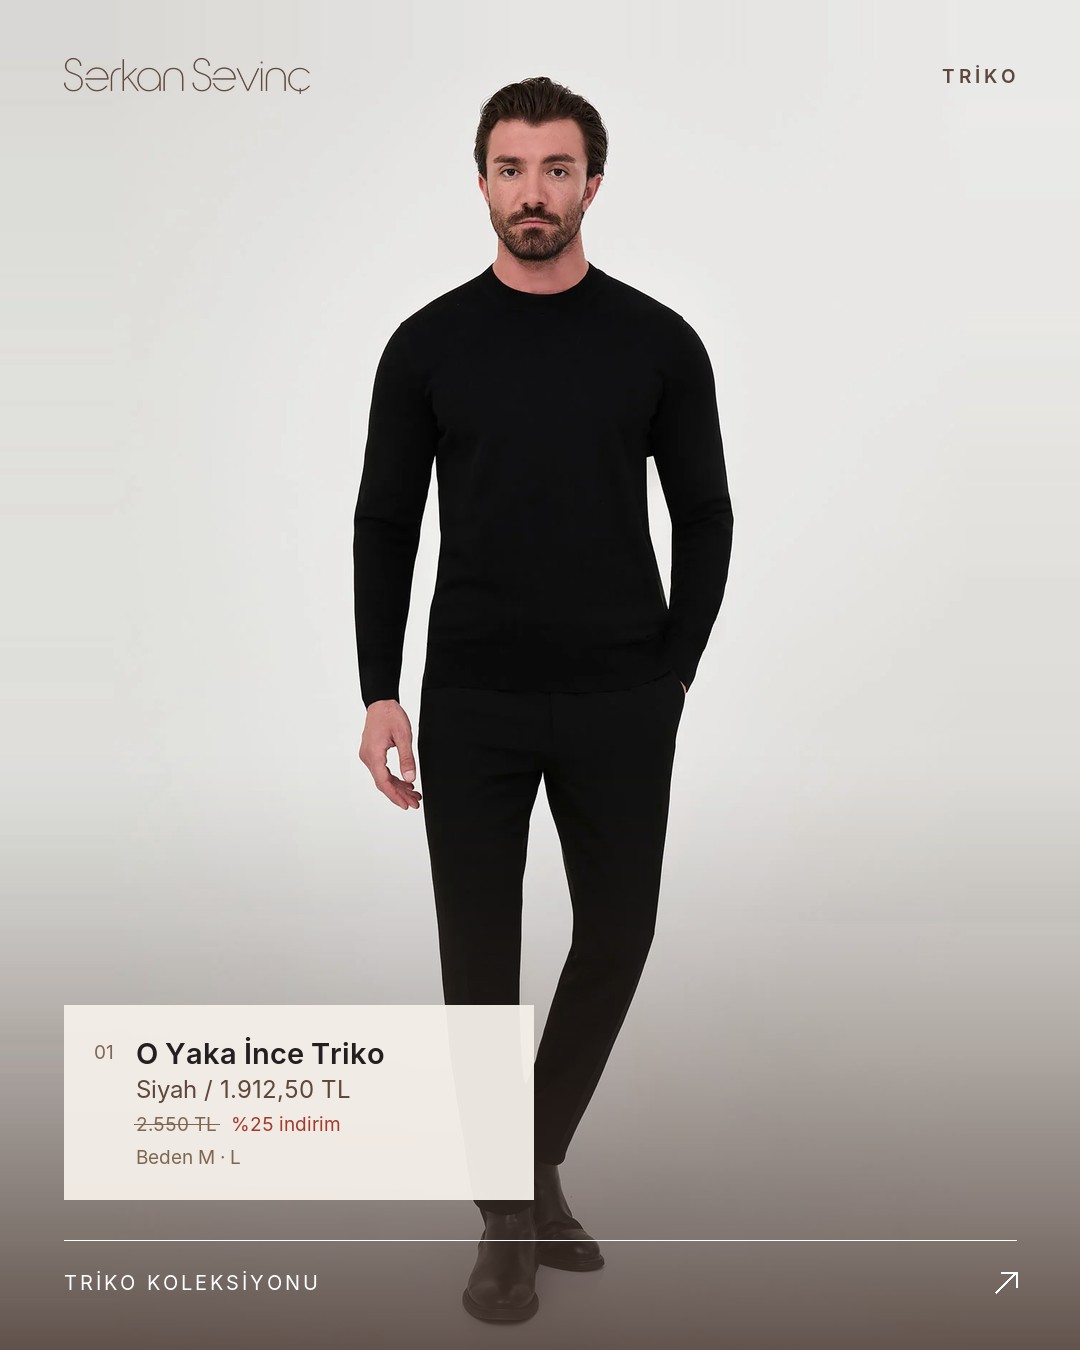 Serkan Sevinç
TRİKO
01
O Yaka İnce Triko
Siyah / 1.912,50 TL
2.550 TL %25 indirim
Beden M · L
TRİKO KOLEKSİYONU